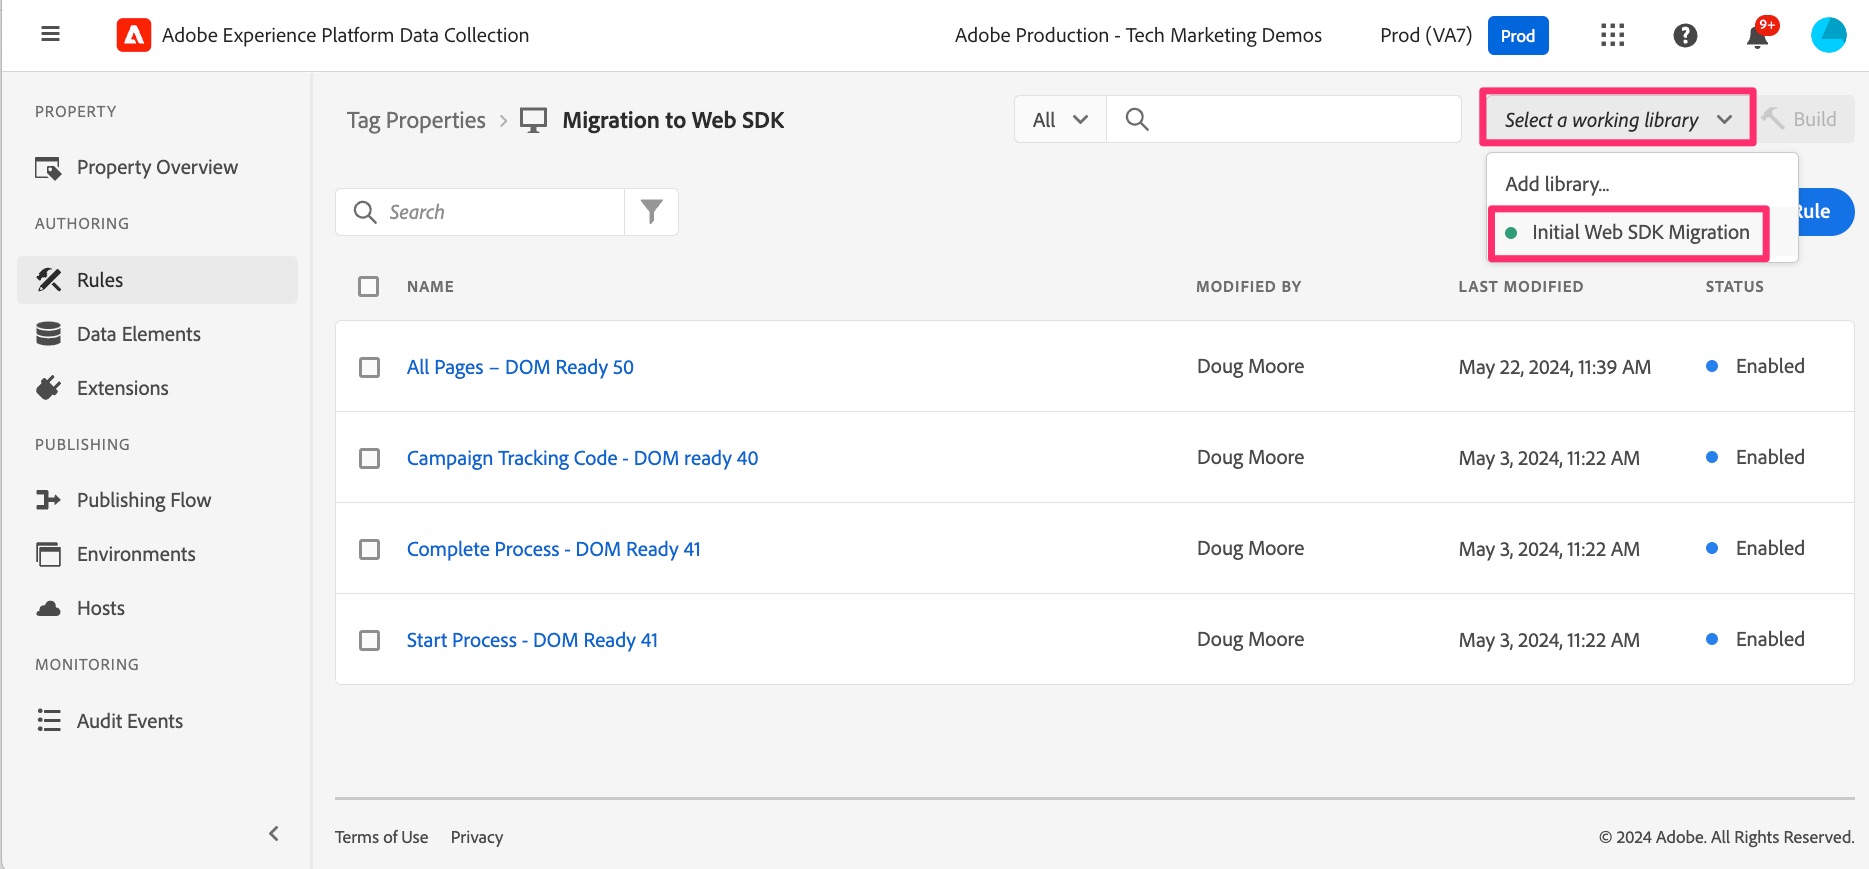 Adobe Experience Platform Data Collection
Adobe Production - Tech Marketing Demos
Prod (VA7)
Prod
9+
PROPERTY
Property Overview
AUTHORING
Rules
Data Elements
Extensions
PUBLISHING
Publishing Flow
Environments
Hosts
MONITORING
Audit Events
Tag Properties
Migration to Web SDK
All
Select a working library
Build
Add library...
Initial Web SDK Migration
Search
Rule
NAME MODIFIED BY LAST MODIFIED STATUS
All Pages – DOM Ready 50 Doug Moore May 22, 2024, 11:39 AM Enabled
Campaign Tracking Code - DOM ready 40 Doug Moore May 3, 2024, 11:22 AM Enabled
Complete Process - DOM Ready 41 Doug Moore May 3, 2024, 11:22 AM Enabled
Start Process - DOM Ready 41 Doug Moore May 3, 2024, 11:22 AM Enabled
Terms of Use Privacy © 2024 Adobe. All Rights Reserved.